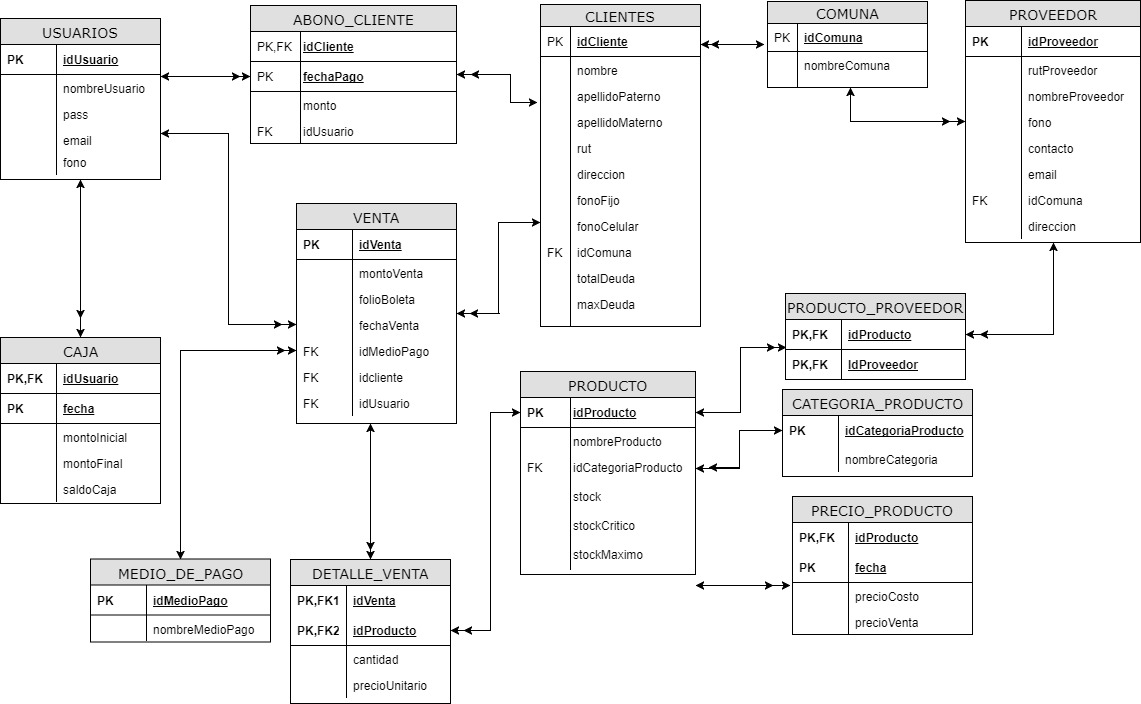 USUARIOS
PK idUsuario
nombreUsuario
pass
email
fono
ABONO_CLIENTE
PK,FK idCliente
PK fechaPago
monto
FK idUsuario
CLIENTES
PK idCliente
nombre
apellidoPaterno
apellidoMaterno
rut
direccion
fonoFijo
fonoCelular
FK idComuna
totalDeuda
maxDeuda
COMUNA
PK idComuna
nombreComuna
PROVEEDOR
PK idProveedor
rutProveedor
nombreProveedor
fono
contacto
email
FK idComuna
direccion
VENTA
PK idVenta
montoVenta
folioBoleta
fechaVenta
FK idMedioPago
FK idcliente
FK idUsuario
CAJA
PK,FK idUsuario
PK fecha
montoInicial
montoFinal
saldoCaja
PRODUCTO_PROVEEDOR
PK,FK idProducto
PK,FK IdProveedor
PRODUCTO
PK idProducto
nombreProducto
FK idCategoriaProducto
stock
stockCritico
stockMaximo
CATEGORIA_PRODUCTO
PK idCategoriaProducto
nombreCategoria
PRECIO_PRODUCTO
PK,FK idProducto
PK fecha
precioCosto
precioVenta
MEDIO_DE_PAGO
PK idMedioPago
nombreMedioPago
DETALLE_VENTA
PK,FK1 idVenta
PK,FK2 idProducto
cantidad
precioUnitario